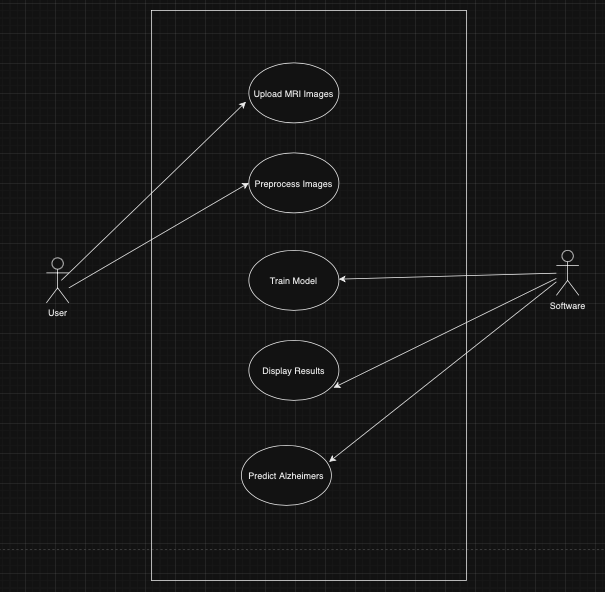 Upload MRI Images
Preprocess Images
Train Model
User
Software
Display Results
Predict Alzheimers